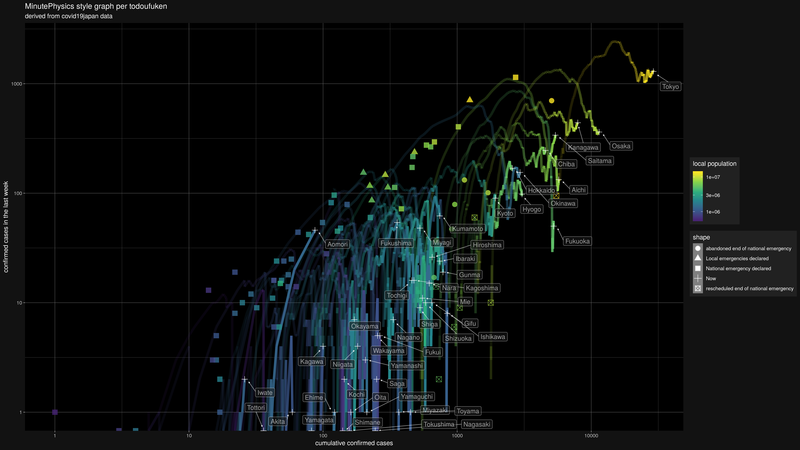 MinutePhysics style graph per todoufuken
derived from covid19japan data
confirmed cases in the last week
1000
100
10
1
Tokyo
Kanagawa
Osaka
Saitama
Chiba
Aichi
Hokkaido
Okinawa
Hyogo
Kyoto
Fukuoka
Kumamoto
Aomori
Fukushima
Miyagi
Hiroshima
Ibaraki
Gunma
Nara
Kagoshima
Tochigi
Mie
Okayama
Shiga
Gifu
Nagano
Shizuoka
Ishikawa
Wakayama
Fukui
Kagawa
Niigata
Yamanashi
Iwate
Saga
Ehime
Kochi
Oita
Yamaguchi
Tottori
Miyazaki
Toyama
Akita
Yamagata
Shimane
Tokushima
Nagasaki
1
10
100
1000
10000
cumulative confirmed cases
local population
1e+07
3e+06
1e+06
shape
abandoned end of national emergency
Local emergencies declared
National emergency declared
Now
rescheduled end of national emergency